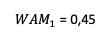 WAM₁ = 0,45